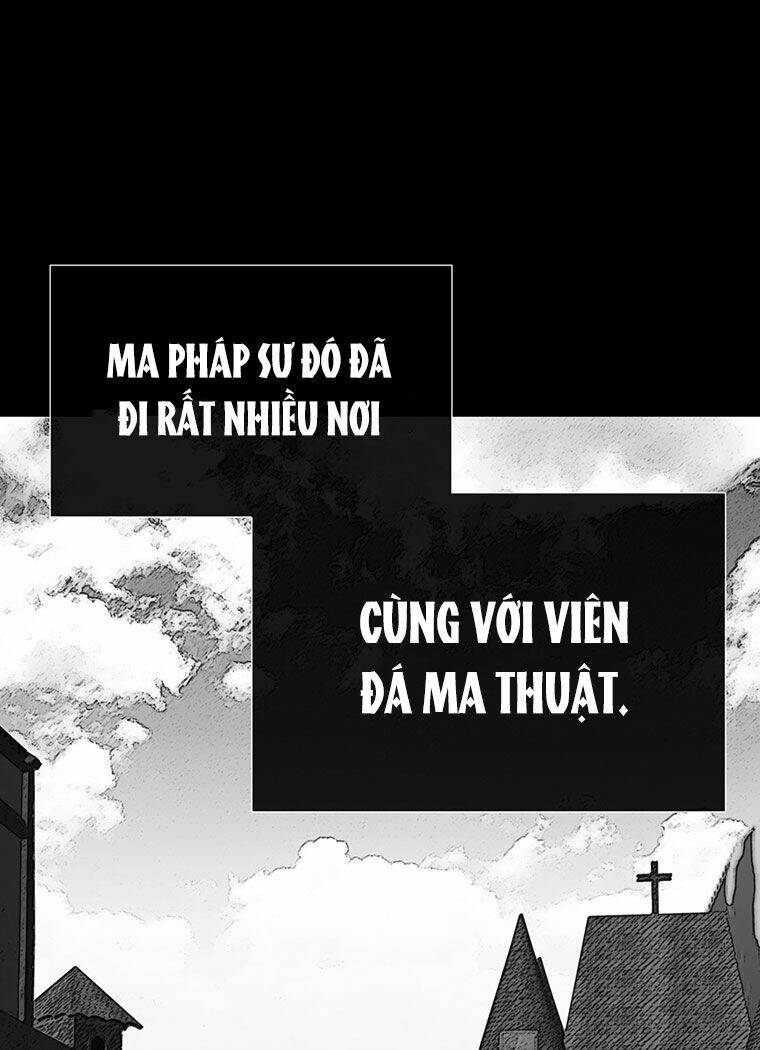 MA PHÁP SƯ ĐÓ ĐÃ
ĐI RẤT NHIỀU NƠI
CÙNG VỚI VIÊN
ĐÁ MA THUẬT.